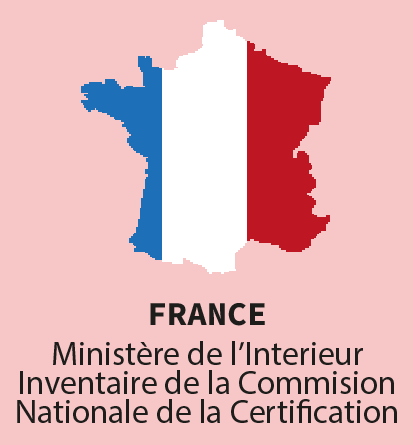 FRANCE
Ministère de l'Interieur
Inventaire de la Commision
Nationale de la Certification